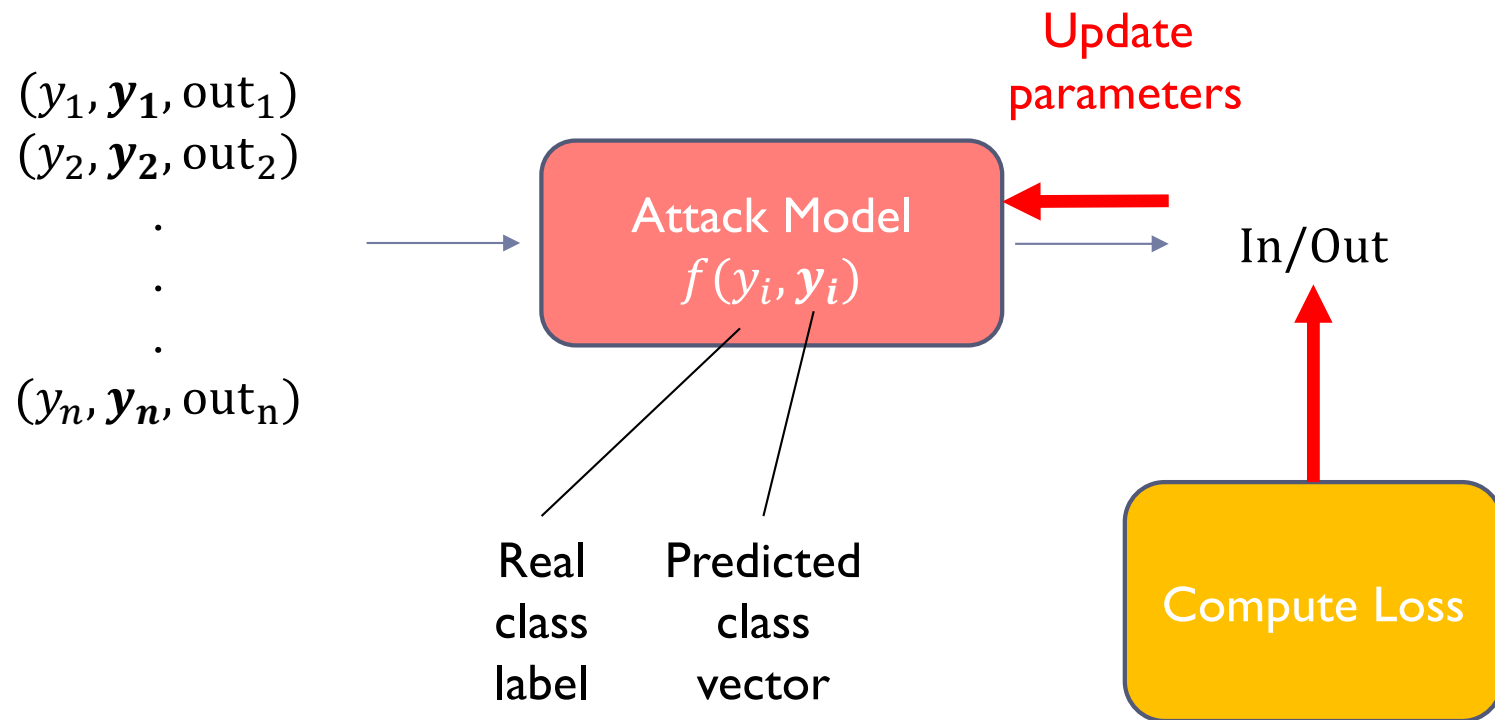 Update
parameters
(y₁, 𝒚₁, out₁)
(y₂, 𝒚₂, out₂)
.
.
.
(yₙ, 𝒚ₙ, outₙ)
Attack Model
f(yᵢ, 𝒚ᵢ)
In/Out
Real
class
label
Predicted
class
vector
Compute Loss